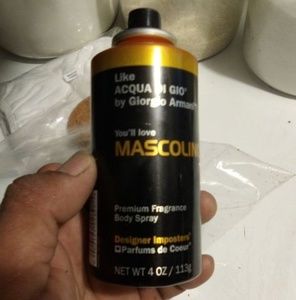 Like
ACQUA DI GIO®
by Giorgio Armani
You'll love
MASCOLIN
Premium Fragrance
Body Spray
Designer Imposters®
Parfums de Coeur®
NET WT 4 OZ / 113g